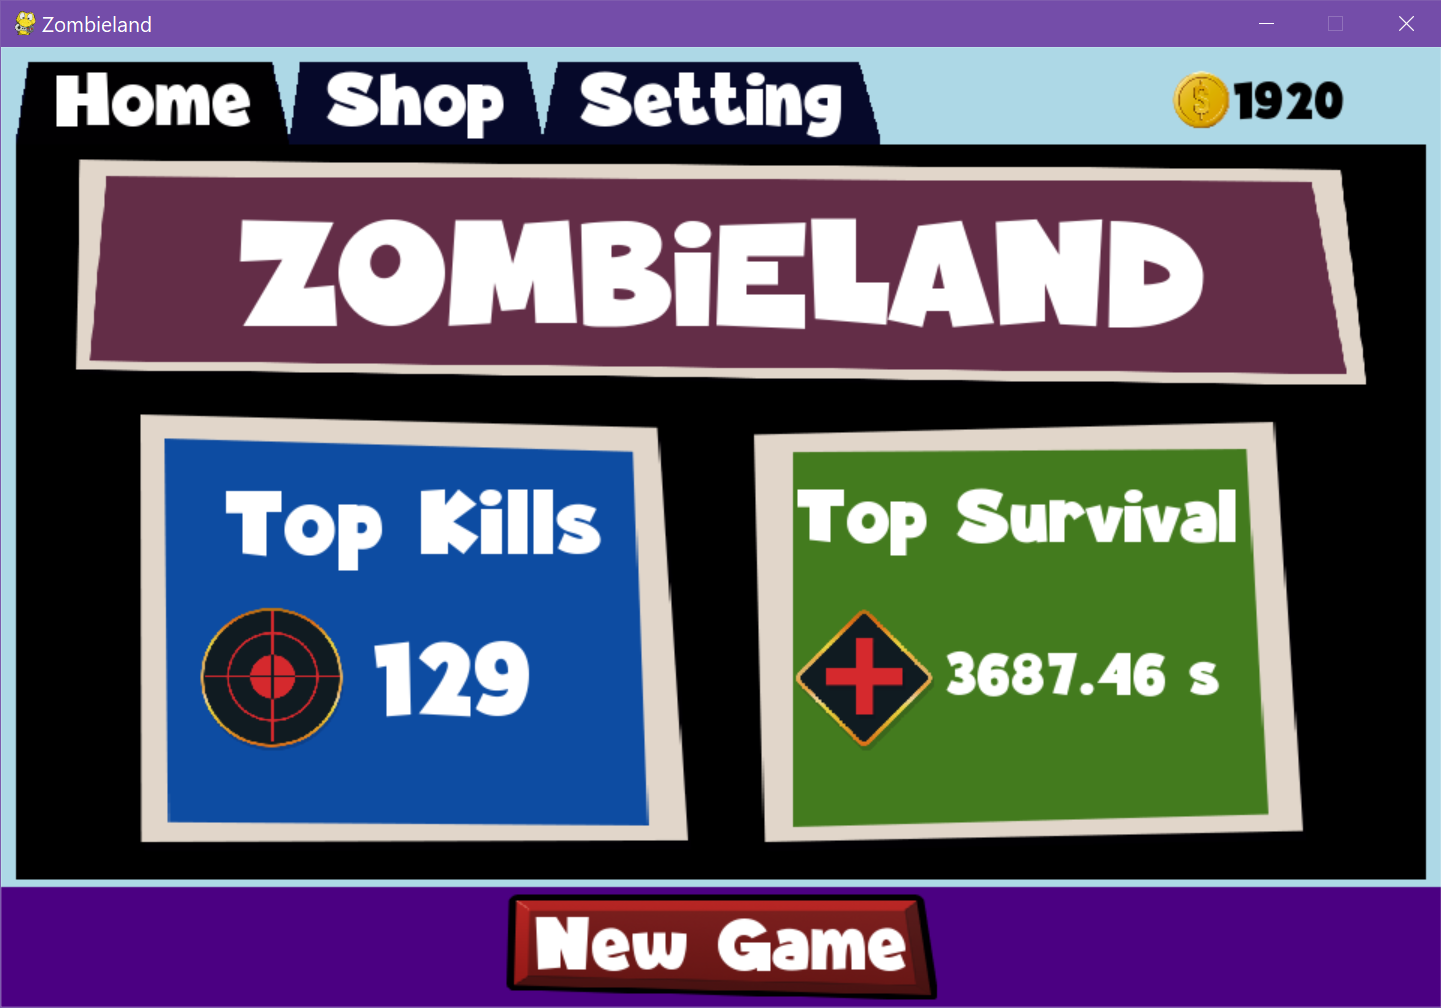 Zombieland
Home Shop Setting $ 1920
ZOMBiELAND
Top Kills
129
Top Survival
3687.46 s
New Game